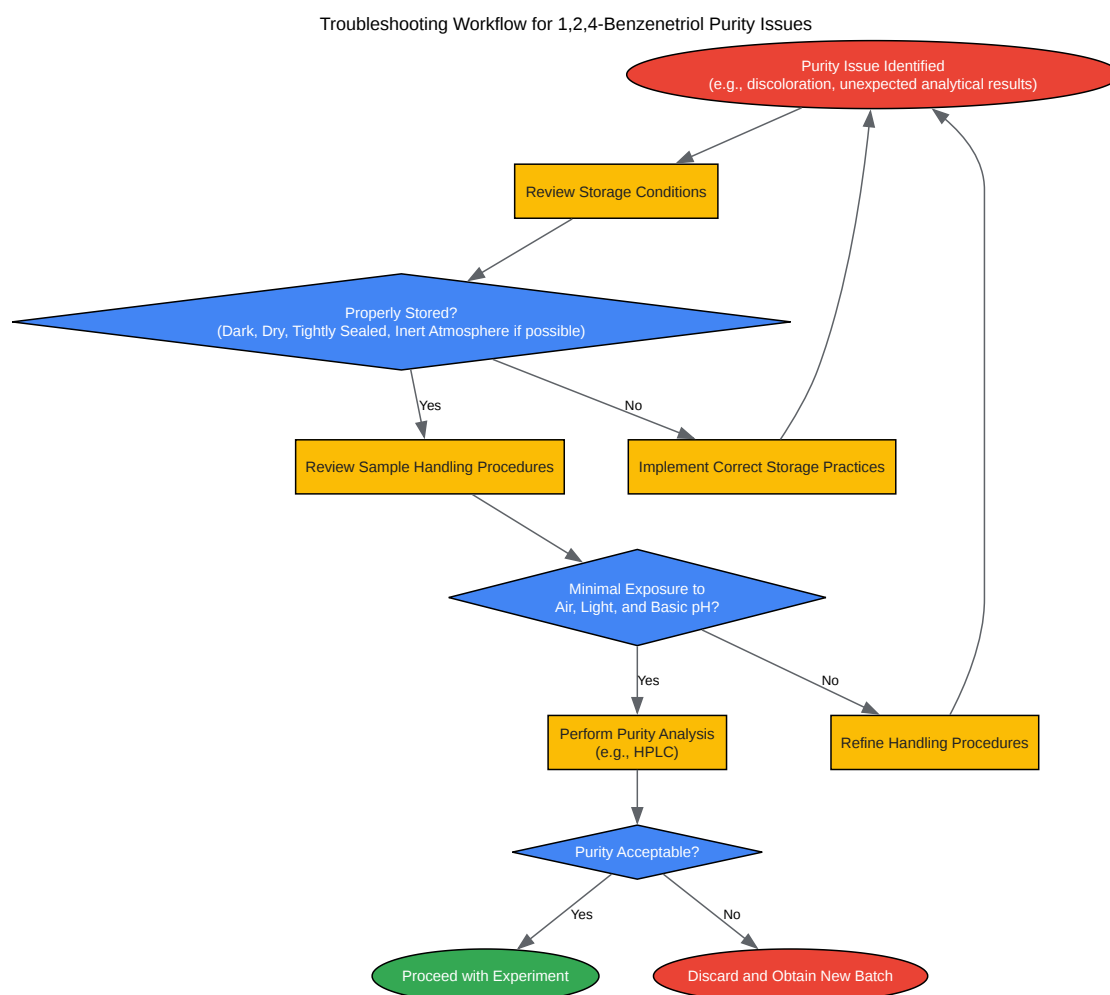 Troubleshooting Workflow for 1,2,4-Benzenetriol Purity Issues
Purity Issue Identified
(e.g., discoloration, unexpected analytical results)
Review Storage Conditions
Properly Stored?
(Dark, Dry, Tightly Sealed, Inert Atmosphere if possible)
Yes
No
Review Sample Handling Procedures
Implement Correct Storage Practices
Minimal Exposure to
Air, Light, and Basic pH?
Yes
No
Perform Purity Analysis
(e.g., HPLC)
Refine Handling Procedures
Purity Acceptable?
Yes
No
Proceed with Experiment
Discard and Obtain New Batch